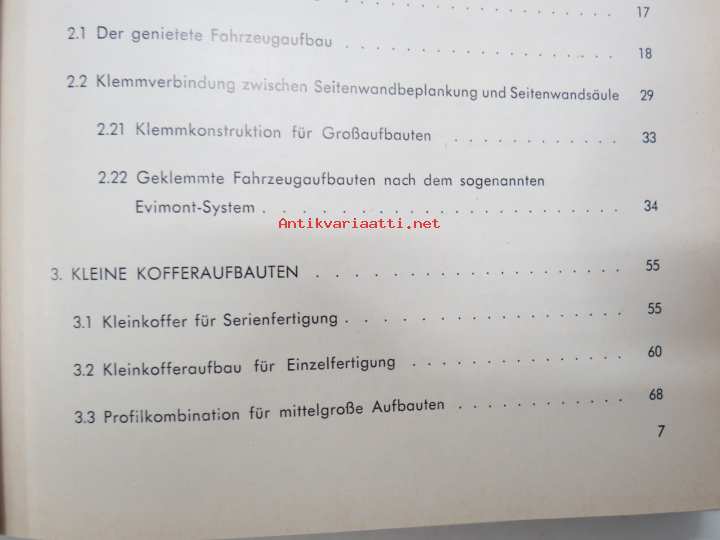 17
2.1 Der genietete Fahrzeugaufbau . . . . . . . . . . . . . . 18
2.2 Klemmverbindung zwischen Seitenwandbeplankung und Seitenwandsäule 29
2.21 Klemmkonstruktion für Großaufbauten . . . . . . . . . 33
2.22 Geklemmte Fahrzeugaufbauten nach dem sogenannten
Evimont-System . . . . . . . . . . . . . . . . . . 34
Antikvariaatti.net
3. KLEINE KOFFERAUFBAUTEN . . . . . . . . . . . . . . . . 55
3.1 Kleinkoffer für Serienfertigung . . . . . . . . . . . . . . . 55
3.2 Kleinkofferaufbau für Einzelfertigung . . . . . . . . . . . 60
3.3 Profilkombination für mittelgroße Aufbauten . . . . . . . . . 68
7